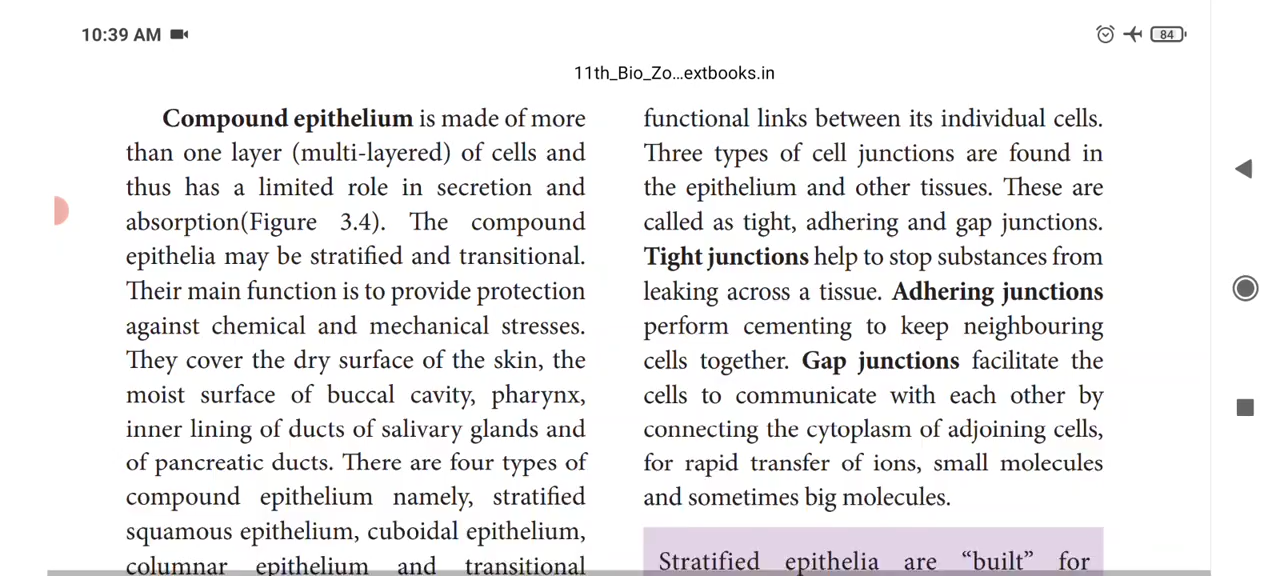 10:39 AM
84
11th_Bio_Zo...extbooks.in
Compound epithelium is made of more
than one layer (multi-layered) of cells and
thus has a limited role in secretion and
absorption(Figure 3.4). The compound
epithelia may be stratified and transitional.
Their main function is to provide protection
against chemical and mechanical stresses.
They cover the dry surface of the skin, the
moist surface of buccal cavity, pharynx,
inner lining of ducts of salivary glands and
of pancreatic ducts. There are four types of
compound epithelium namely, stratified
squamous epithelium, cuboidal epithelium,
columnar epithelium and transitional
functional links between its individual cells.
Three types of cell junctions are found in
the epithelium and other tissues. These are
called as tight, adhering and gap junctions.
Tight junctions help to stop substances from
leaking across a tissue. Adhering junctions
perform cementing to keep neighbouring
cells together. Gap junctions facilitate the
cells to communicate with each other by
connecting the cytoplasm of adjoining cells,
for rapid transfer of ions, small molecules
and sometimes big molecules.
Stratified epithelia are “built” for